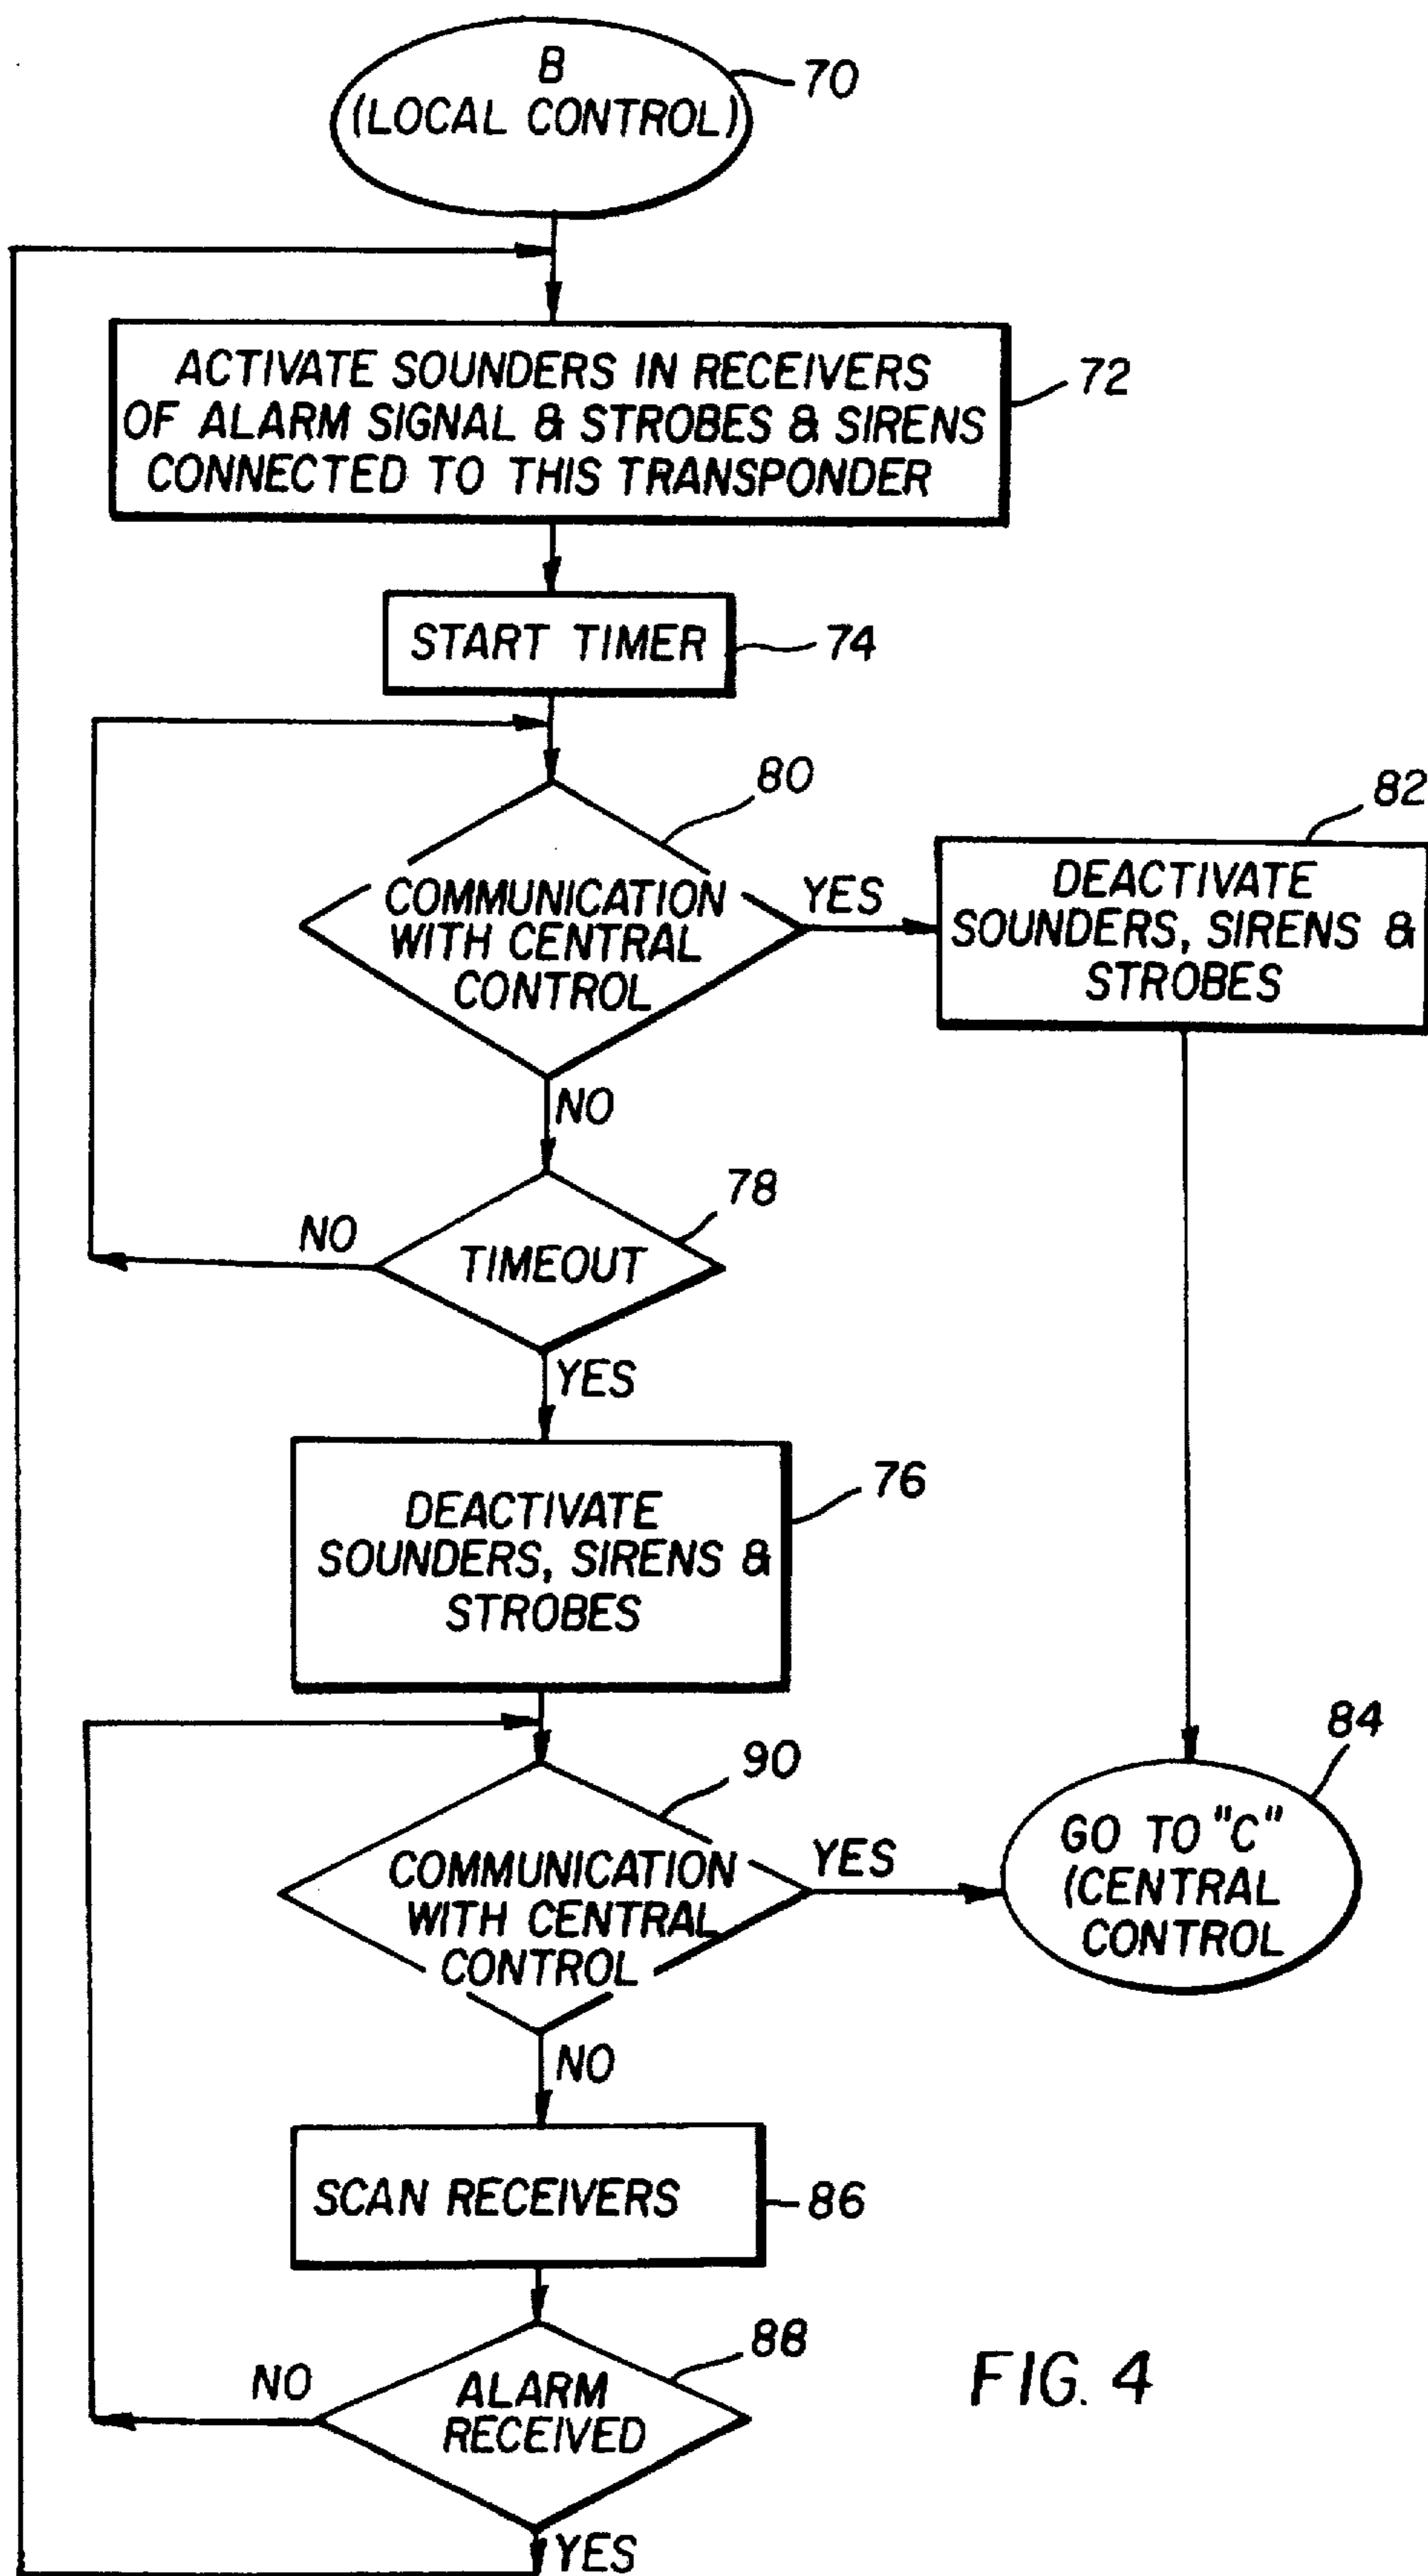 B
(LOCAL CONTROL)
70
ACTIVATE SOUNDERS IN RECEIVERS
OF ALARM SIGNAL & STROBES & SIRENS
CONNECTED TO THIS TRANSPONDER
72
START TIMER
74
COMMUNICATION
WITH CENTRAL
CONTROL
80
YES
DEACTIVATE
SOUNDERS, SIRENS &
STROBES
82
NO
TIMEOUT
78
NO
YES
DEACTIVATE
SOUNDERS, SIRENS &
STROBES
76
COMMUNICATION
WITH CENTRAL
CONTROL
90
YES
GO TO "C"
(CENTRAL
CONTROL
84
NO
SCAN RECEIVERS
86
ALARM
RECEIVED
88
NO
YES
FIG. 4